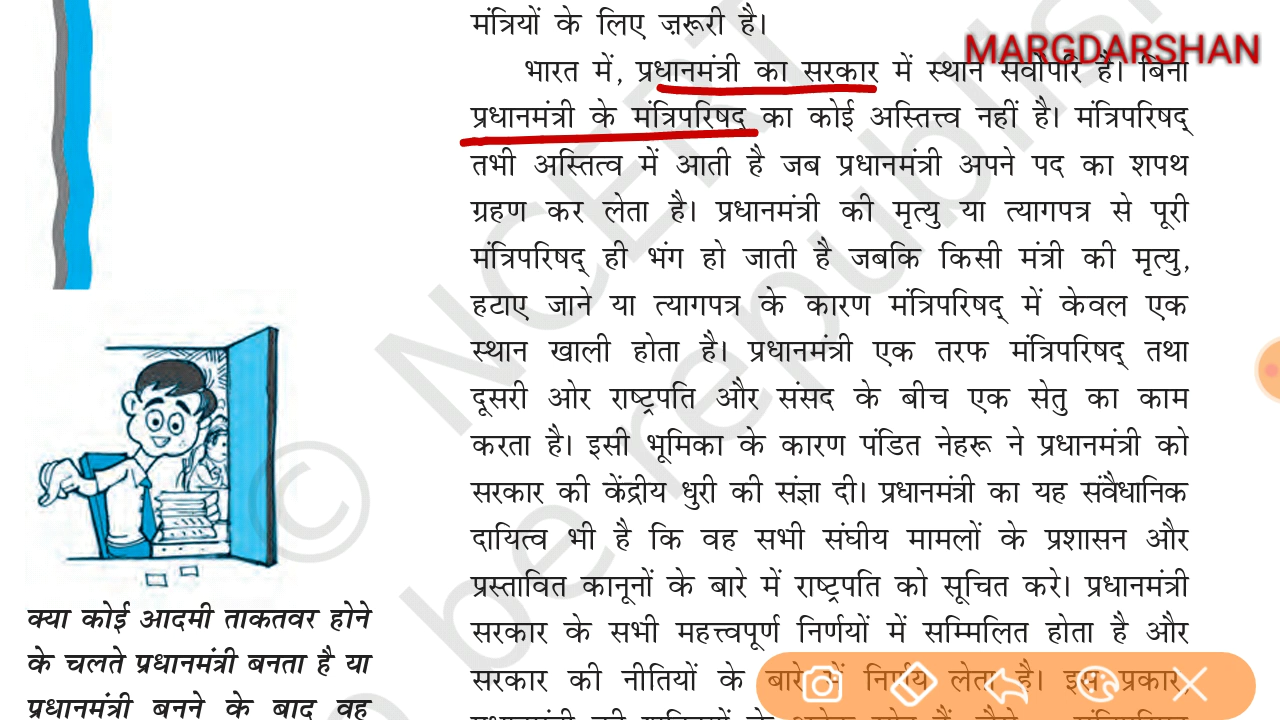 मंत्रियों के लिए ज़रूरी है।
MARGDARSHAN
भारत में, प्रधानमंत्री का सरकार में स्थान सर्वोपरि है। बिना
प्रधानमंत्री के मंत्रिपरिषद् का कोई अस्तित्त्व नहीं है। मंत्रिपरिषद्
तभी अस्तित्व में आती है जब प्रधानमंत्री अपने पद का शपथ
ग्रहण कर लेता है। प्रधानमंत्री की मृत्यु या त्यागपत्र से पूरी
मंत्रिपरिषद् ही भंग हो जाती है जबकि किसी मंत्री की मृत्यु,
हटाए जाने या त्यागपत्र के कारण मंत्रिपरिषद् में केवल एक
स्थान खाली होता है। प्रधानमंत्री एक तरफ मंत्रिपरिषद् तथा
दूसरी ओर राष्ट्रपति और संसद के बीच एक सेतु का काम
करता है। इसी भूमिका के कारण पंडित नेहरू ने प्रधानमंत्री को
सरकार की केंद्रीय धुरी की संज्ञा दी। प्रधानमंत्री का यह संवैधानिक
दायित्व भी है कि वह सभी संघीय मामलों के प्रशासन और
प्रस्तावित कानूनों के बारे में राष्ट्रपति को सूचित करे। प्रधानमंत्री
सरकार के सभी महत्त्वपूर्ण निर्णयों में सम्मिलित होता है और
सरकार की नीतियों के बारे में निर्णय लेता है। इस प्रकार,
क्या कोई आदमी ताकतवर होने
के चलते प्रधानमंत्री बनता है या
प्रधानमंत्री बनने के बाद वह
© NCERT
be republis